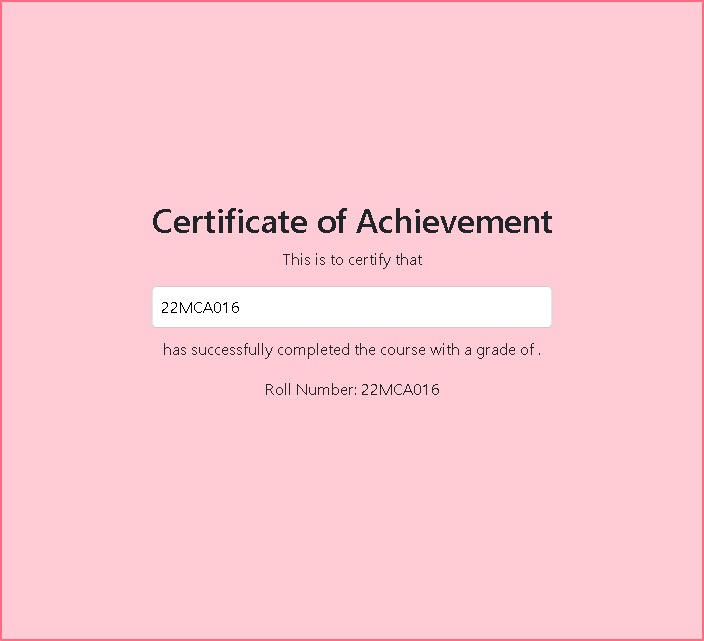 Certificate of Achievement
This is to certify that
22MCA016
has successfully completed the course with a grade of .
Roll Number: 22MCA016